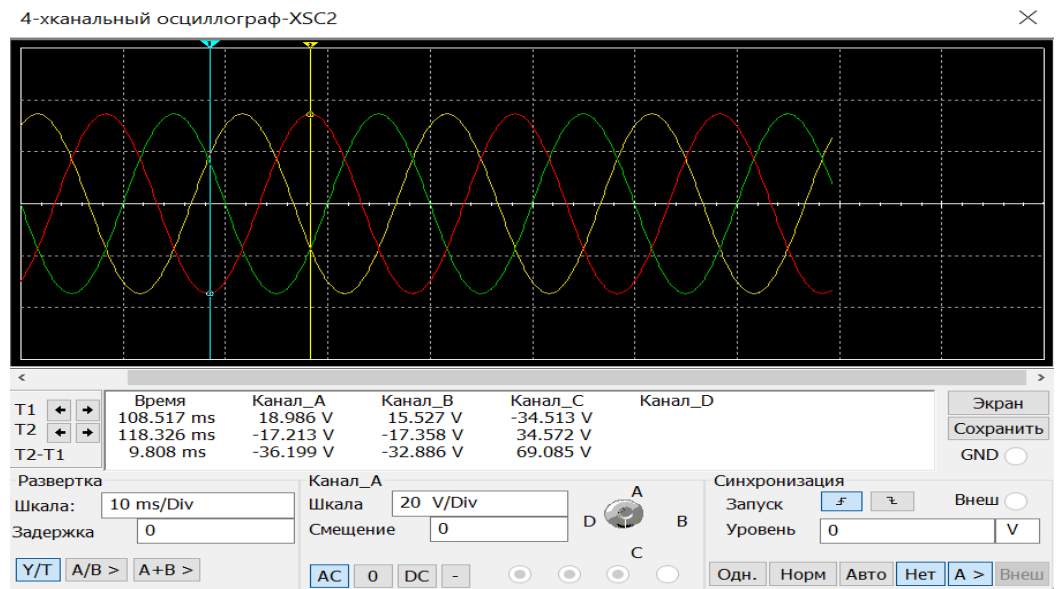 4-хканальный осциллограф-XSC2
1 2
Время Канал_A Канал_B Канал_C Канал_D
T1 108.517 ms 18.986 V 15.527 V -34.513 V
T2 118.326 ms -17.213 V -17.358 V 34.572 V
T2-T1 9.808 ms -36.199 V -32.886 V 69.085 V
Экран
Сохранить
GND
Развертка
Шкала: 10 ms/Div
Задержка 0
Y/T A/B > A+B >
Канал_A
Шкала 20 V/Div
Смещение 0
AC 0 DC -
A
D B
C
Синхронизация
Запуск Внеш
Уровень 0 V
Одн. Норм Авто Нет A > Внеш